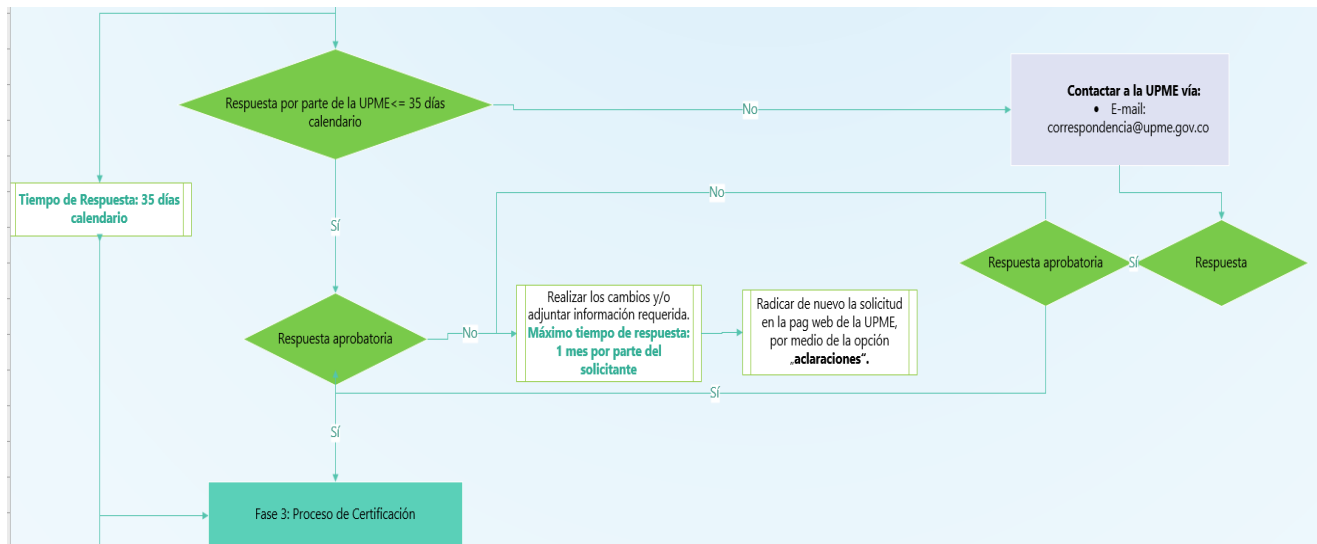 Respuesta por parte de la UPME<= 35 días
calendario
No
Contactar a la UPME vía:
• E-mail:
correspondencia@upme.gov.co
Tiempo de Respuesta: 35 días
calendario
Sí
No
Respuesta aprobatoria
Sí
Respuesta
Respuesta aprobatoria
No
Realizar los cambios y/o
adjuntar información requerida.
Máximo tiempo de respuesta:
1 mes por parte del
solicitante
Radicar de nuevo la solicitud
en la pag web de la UPME,
por medio de la opción
„aclaraciones“.
Sí
Sí
Fase 3: Proceso de Certificación